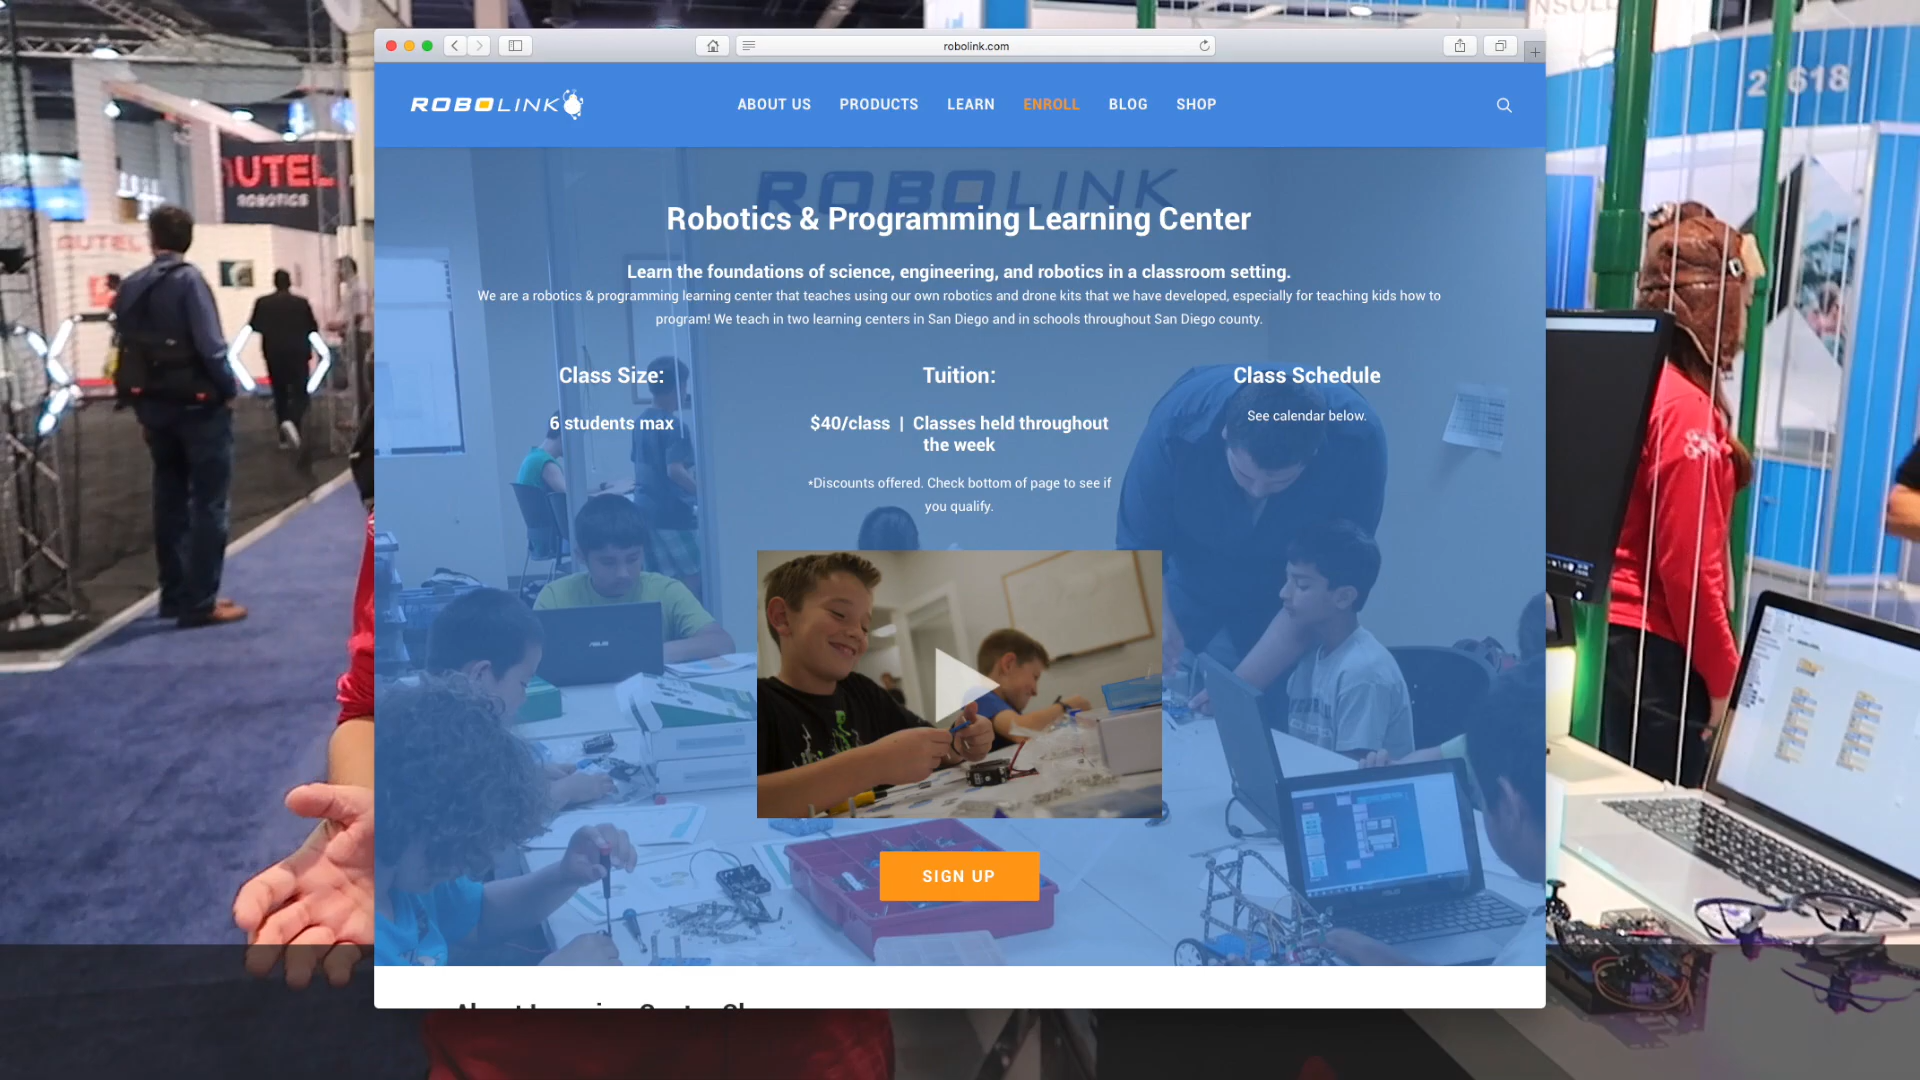 robolink.com
ROBOLINK
ABOUT US PRODUCTS LEARN ENROLL BLOG SHOP
ROBOLINK
Robotics & Programming Learning Center
Learn the foundations of science, engineering, and robotics in a classroom setting.
We are a robotics & programming learning center that teaches using our own robotics and drone kits that we have developed, especially for teaching kids how to
program! We teach in two learning centers in San Diego and in schools throughout San Diego county.
Class Size:
6 students max
Tuition:
$40/class | Classes held throughout
the week
*Discounts offered. Check bottom of page to see if
you qualify.
Class Schedule
See calendar below.
SIGN UP
AUTEL
ROBOTICS
AUTEL
ASUS